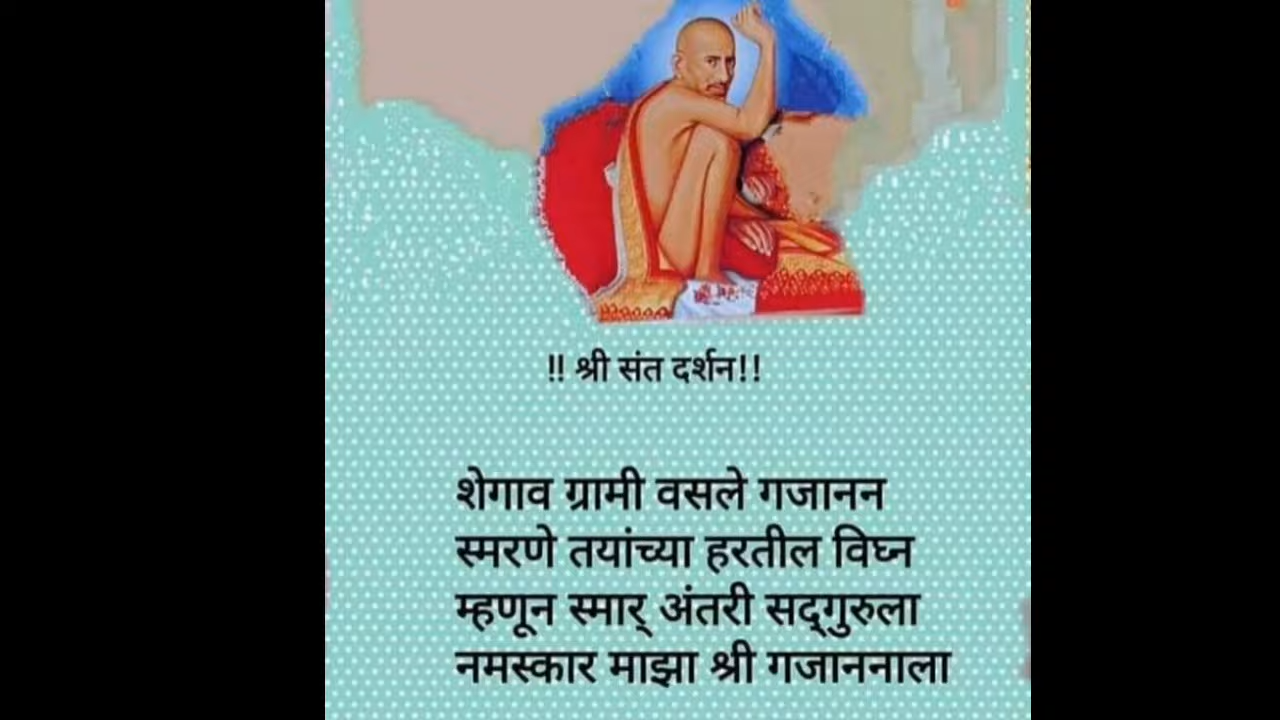 !! श्री संत दर्शन!!
शेगाव ग्रामी वसले गजानन
स्मरणे तयांच्या हरतील विघ्न
म्हणून स्मार् अंतरी सद्‌गुरुला
नमस्कार माझा श्री गजाननाला